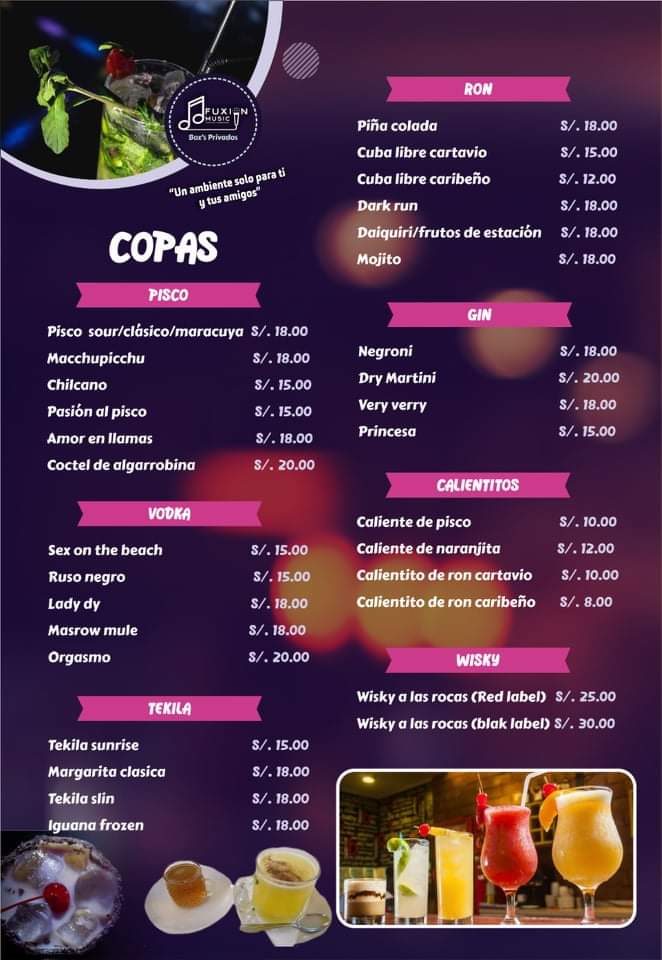 FUXION
MUSIC
Box's Privados
"Un ambiente solo para ti
y tus amigos"
COPAS
PISCO
Pisco sour/clásico/maracuya S/. 18.00
Macchupicchu S/. 18.00
Chilcano S/. 15.00
Pasión al pisco S/. 15.00
Amor en llamas S/. 18.00
Coctel de algarrobina S/. 20.00
VODKA
Sex on the beach S/. 15.00
Ruso negro S/. 15.00
Lady dy S/. 18.00
Masrow mule S/. 18.00
Orgasmo S/. 20.00
TEKILA
Tekila sunrise S/. 15.00
Margarita clasica S/. 18.00
Tekila slin S/. 18.00
Iguana frozen S/. 18.00
RON
Piña colada S/. 18.00
Cuba libre cartavio S/. 15.00
Cuba libre caribeño S/. 12.00
Dark run S/. 18.00
Daiquiri/frutos de estación S/. 18.00
Mojito S/. 18.00
GIN
Negroni S/. 18.00
Dry Martini S/. 20.00
Very verry S/. 18.00
Princesa S/. 15.00
CALIENTITOS
Caliente de pisco S/. 10.00
Caliente de naranjita S/. 12.00
Calientito de ron cartavio S/. 10.00
Calientito de ron caribeño S/. 8.00
WISKY
Wisky a las rocas (Red label) S/. 25.00
Wisky a las rocas (blak label) S/. 30.00